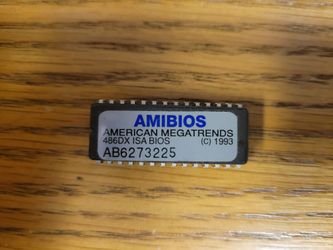 AMIBIOS
AMERICAN MEGATRENDS
486DX ISA BIOS (C) 1993
AB6273225